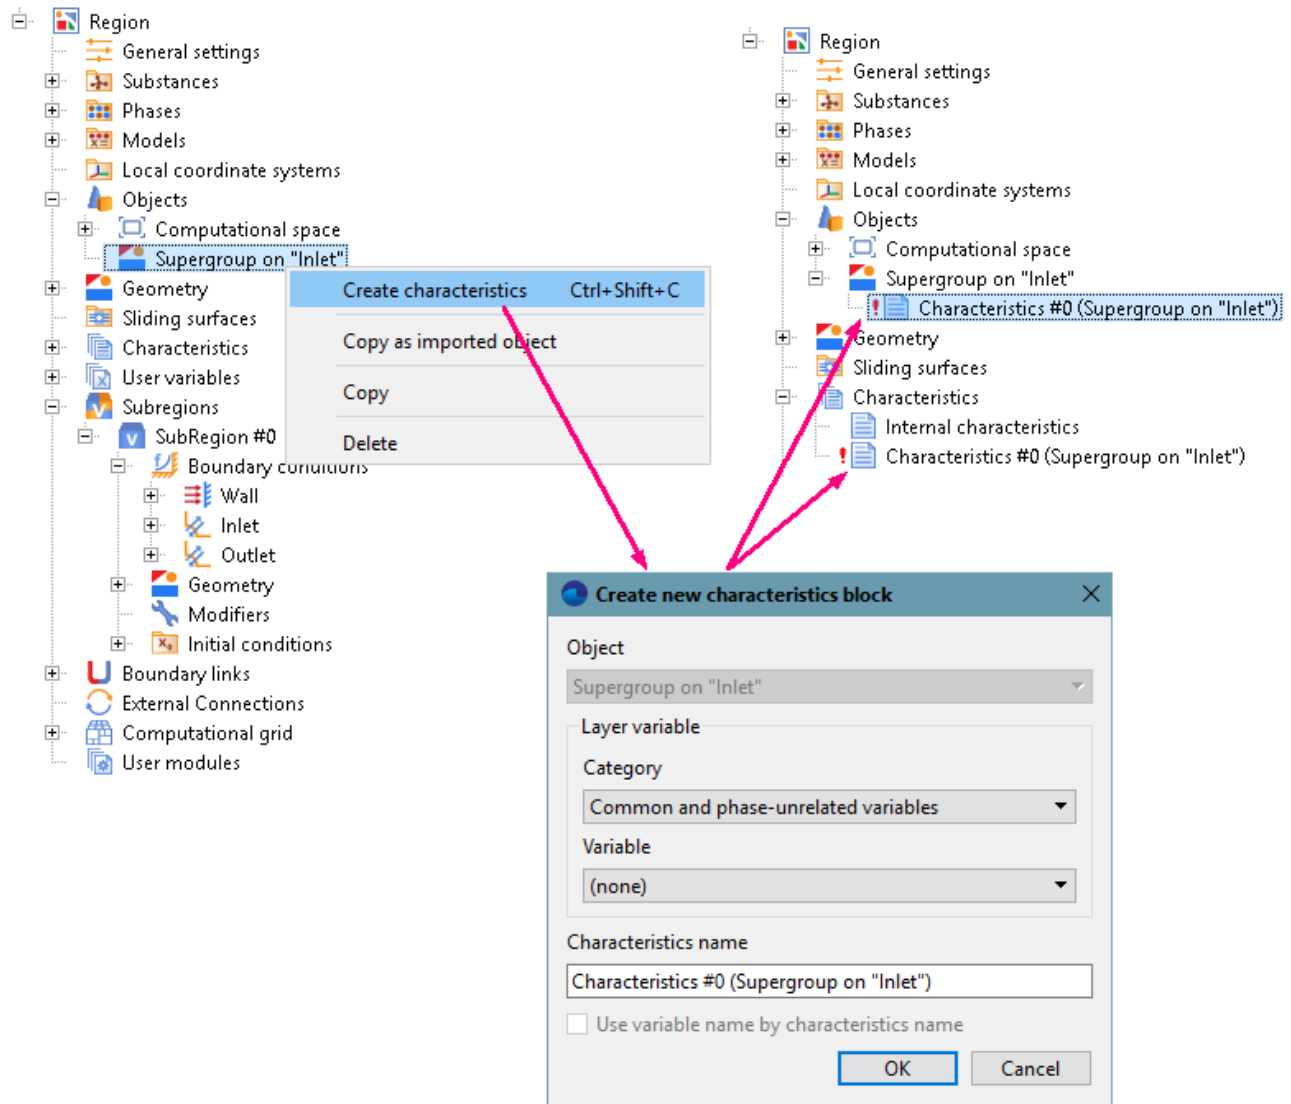 Region
General settings
Substances
Phases
Models
Local coordinate systems
Objects
Computational space
Supergroup on "Inlet"
Geometry
Sliding surfaces
Characteristics
User variables
Subregions
SubRegion #0
Boundary conditions
Wall
Inlet
Outlet
Geometry
Modifiers
Initial conditions
Boundary links
External Connections
Computational grid
User modules
Create characteristics Ctrl+Shift+C
Copy as imported object
Copy
Delete
Region
General settings
Substances
Phases
Models
Local coordinate systems
Objects
Computational space
Supergroup on "Inlet"
Characteristics #0 (Supergroup on "Inlet")
Geometry
Sliding surfaces
Characteristics
Internal characteristics
Characteristics #0 (Supergroup on "Inlet")
Create new characteristics block
Object
Supergroup on "Inlet"
Layer variable
Category
Common and phase-unrelated variables
Variable
(none)
Characteristics name
Characteristics #0 (Supergroup on "Inlet")
Use variable name by characteristics name
OK Cancel